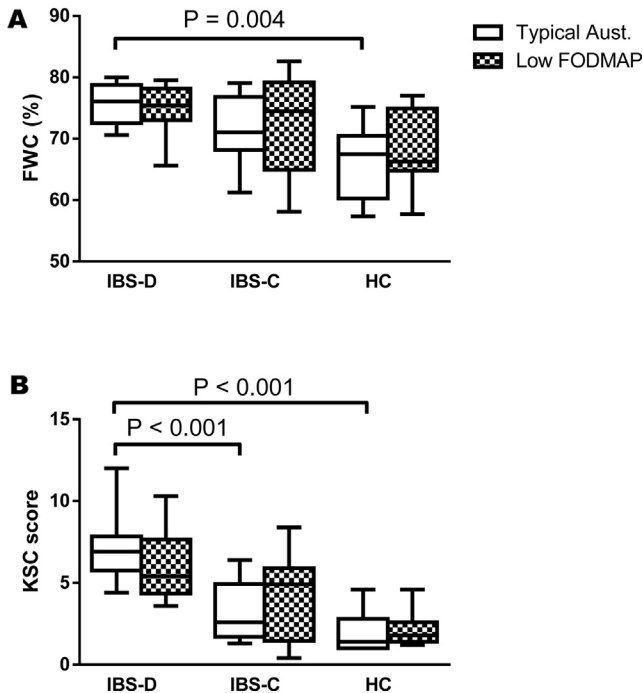 A
P = 0.004
Typical Aust.
Low FODMAP
FWC (%)
90
80
70
60
50
IBS-D IBS-C HC
B
P < 0.001
P < 0.001
KSC score
15
10
5
0
IBS-D IBS-C HC